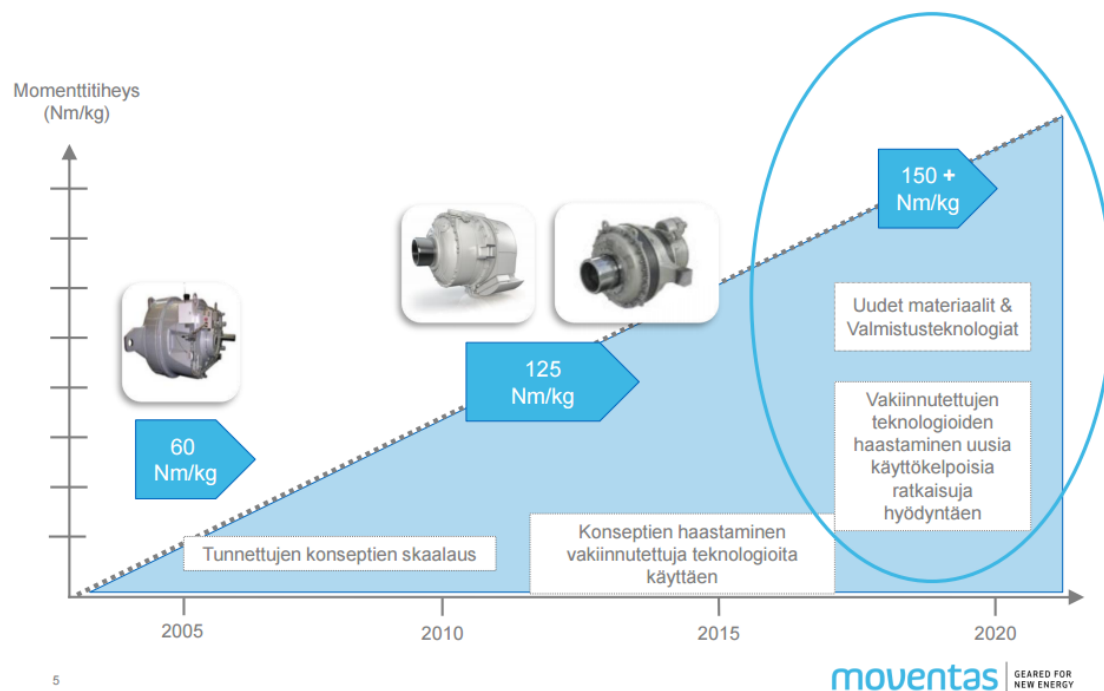 Momenttitiheys
(Nm/kg)
150 +
Nm/kg
125
Nm/kg
60
Nm/kg
Uudet materiaalit &
Valmistusteknologiat
Vakiinnutettujen
teknologioiden
haastaminen uusia
käyttökelpoisia
ratkaisuja
hyödyntäen
Konseptien haastaminen
vakiinnutettuja teknologioita
käyttäen
Tunnettujen konseptien skaalaus
2005
2010
2015
2020
5
moventas
GEARED FOR
NEW ENERGY